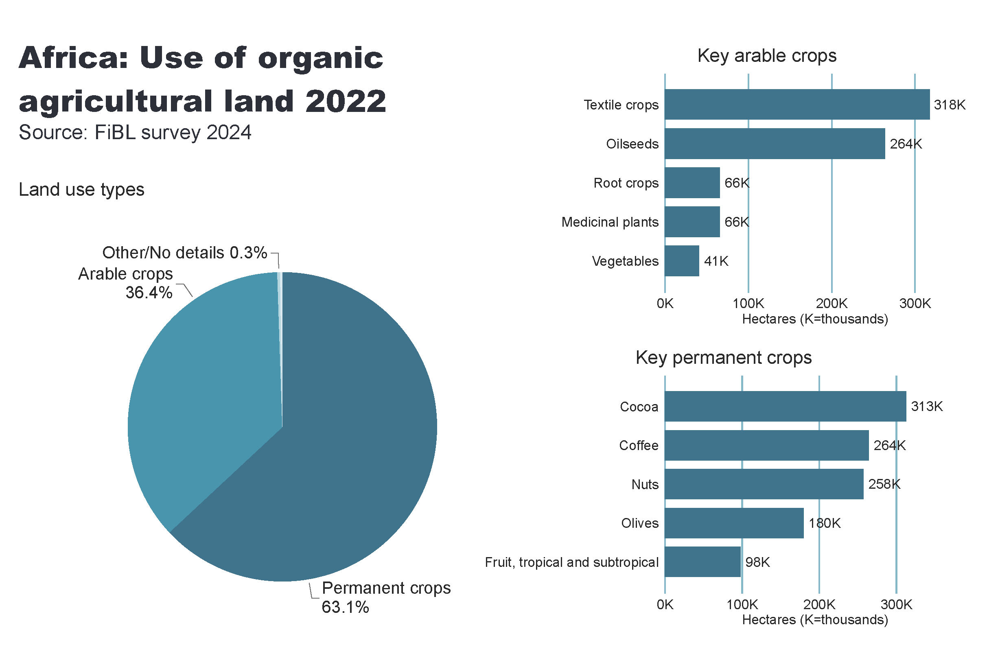 Africa: Use of organic
agricultural land 2022
Source: FiBL survey 2024
Land use types
Other/No details 0.3%
Arable crops
36.4%
Permanent crops
63.1%
Key arable crops
Textile crops 318K
Oilseeds 264K
Root crops 66K
Medicinal plants 66K
Vegetables 41K
0K 100K 200K 300K
Hectares (K=thousands)
Key permanent crops
Cocoa 313K
Coffee 264K
Nuts 258K
Olives 180K
Fruit, tropical and subtropical 98K
0K 100K 200K 300K
Hectares (K=thousands)